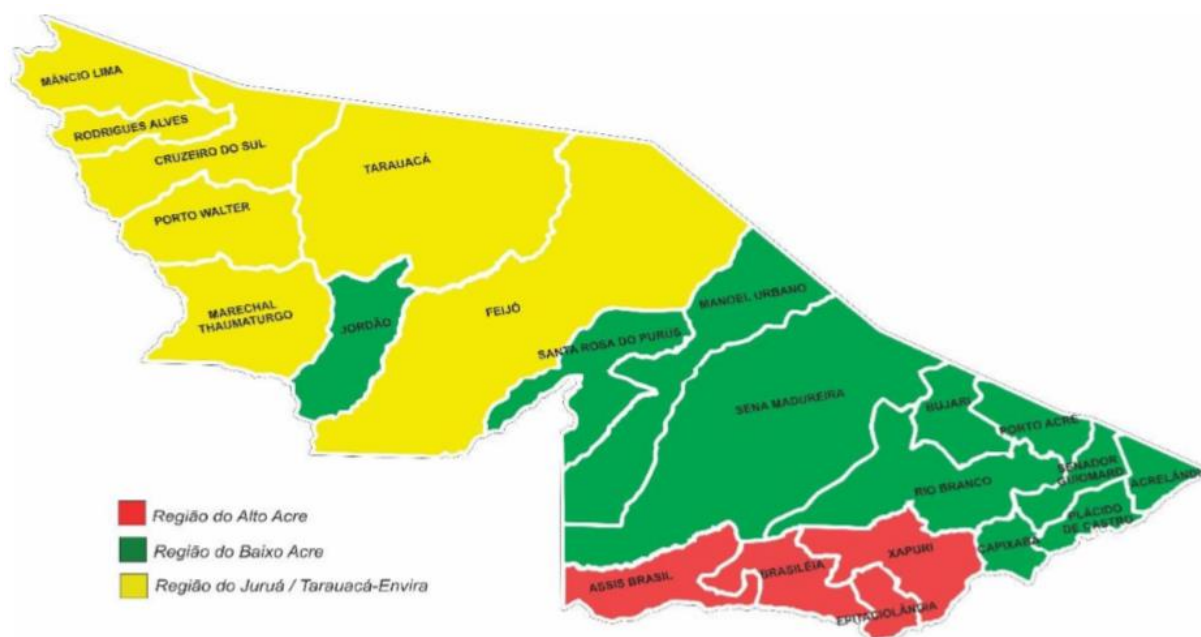 MÂNCIO LIMA
RODRIGUES ALVES
CRUZEIRO DO SUL
TARAUACÁ
PORTO WALTER
MARECHAL
THAUMATURGO
JORDÃO
FEIJÓ
MANOEL URBANO
SANTA ROSA DO PURUS
SENA MADUREIRA
BUJARI
PORTO ACRE
SENADOR
GUIOMARD
ACRELÂNDIA
RIO BRANCO
PLÁCIDO
DE CASTRO
CAPIXABA
XAPURI
BRASILÉIA
ASSIS BRASIL
EPITACIOLÂNDIA
Região do Alto Acre
Região do Baixo Acre
Região do Juruá / Tarauacá-Envira